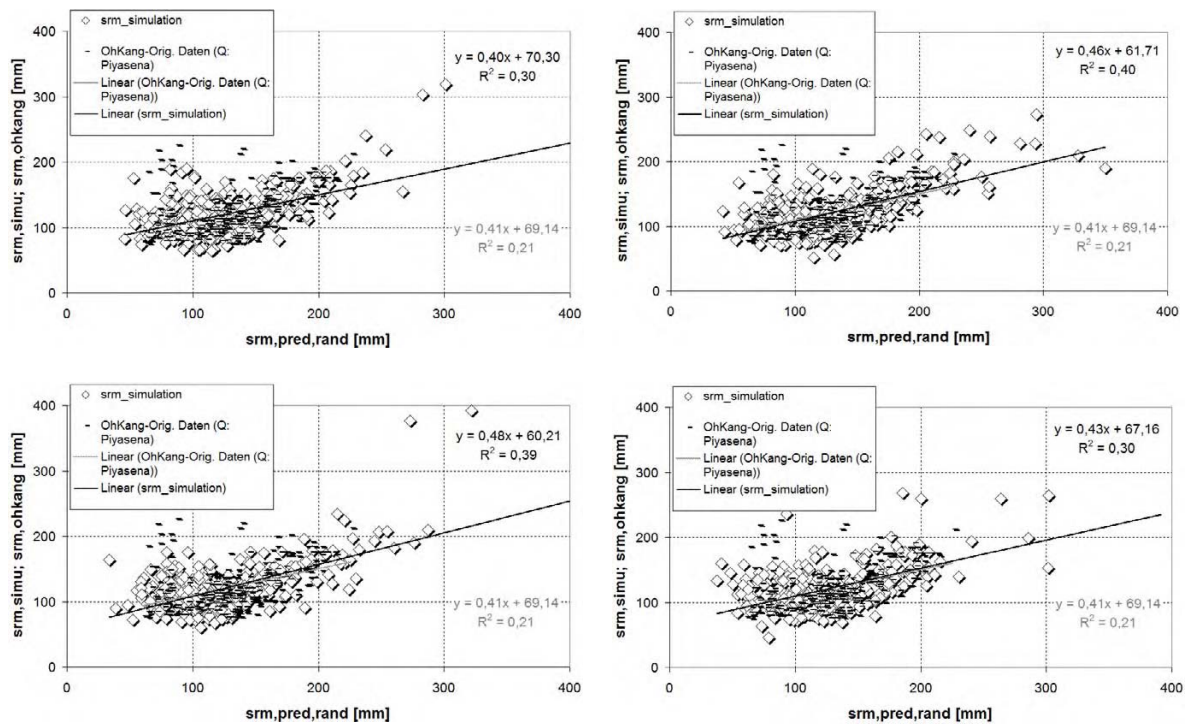 srm_simulation
OhKang-Orig. Daten (Q:
Piyasena)
Linear (OhKang-Orig. Daten (Q:
Piyasena))
Linear (srm_simulation)
y = 0,40x + 70,30
R² = 0,30
y = 0,41x + 69,14
R² = 0,21
400
300
200
100
0
0 100 200 300 400
srm,simu; srm,ohkang [mm]
srm,pred,rand [mm]
srm_simulation
OhKang-Orig. Daten (Q:
Piyasena)
Linear (OhKang-Orig. Daten (Q:
Piyasena))
Linear (srm_simulation)
y = 0,46x + 61,71
R² = 0,40
y = 0,41x + 69,14
R² = 0,21
400
300
200
100
0
0 100 200 300 400
srm,simu; srm,ohkang [mm]
srm,pred,rand [mm]
srm_simulation
OhKang-Orig. Daten (Q:
Piyasena)
Linear (OhKang-Orig. Daten (Q:
Piyasena))
Linear (srm_simulation)
y = 0,48x + 60,21
R² = 0,39
y = 0,41x + 69,14
R² = 0,21
400
300
200
100
0
0 100 200 300 400
srm,simu; srm,ohkang [mm]
srm,pred,rand [mm]
srm_simulation
OhKang-Orig. Daten (Q:
Piyasena)
Linear (OhKang-Orig. Daten (Q:
Piyasena))
Linear (srm_simulation)
y = 0,43x + 67,16
R² = 0,30
y = 0,41x + 69,14
R² = 0,21
400
300
200
100
0
0 100 200 300 400
srm,simu; srm,ohkang [mm]
srm,pred,rand [mm]